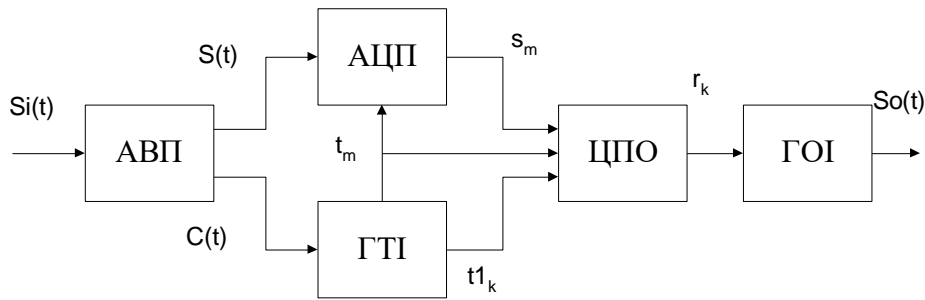 S(t)
АЦП
s_m
Si(t)
АВП
t_m
ЦПО
r_k
ГОІ
So(t)
C(t)
ГТІ
t1_k